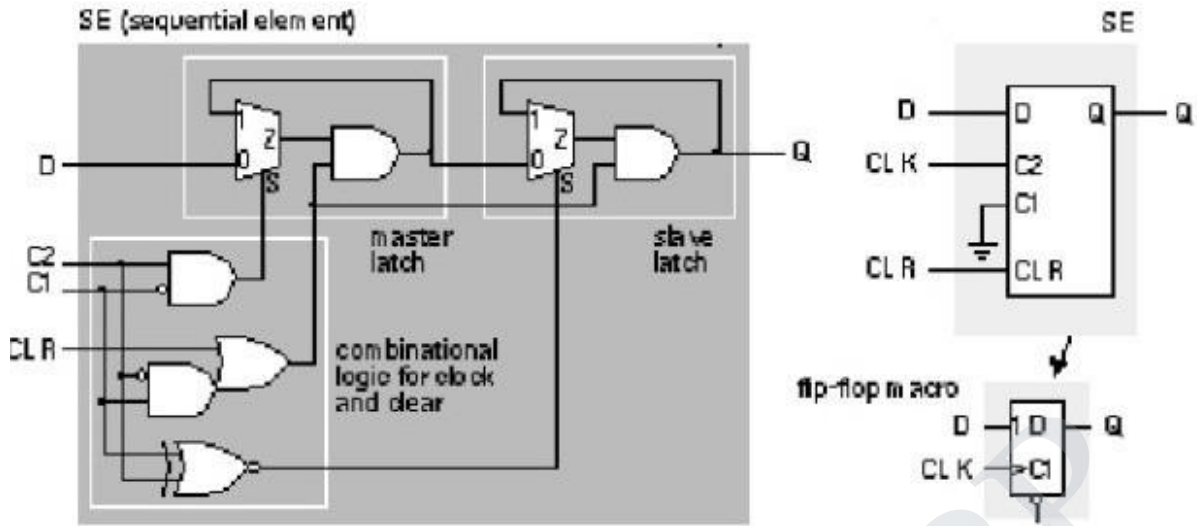 SE (sequential element)
SE
1
Z
0
S
1
Z
0
S
D
Q
master
latch
slave
latch
C2
C1
CLR
combinational
logic for clock
and clear
D
D
Q
Q
CLK
C2
C1
CLR
CLR
flip-flop macro
D
1D
Q
CLK
C1